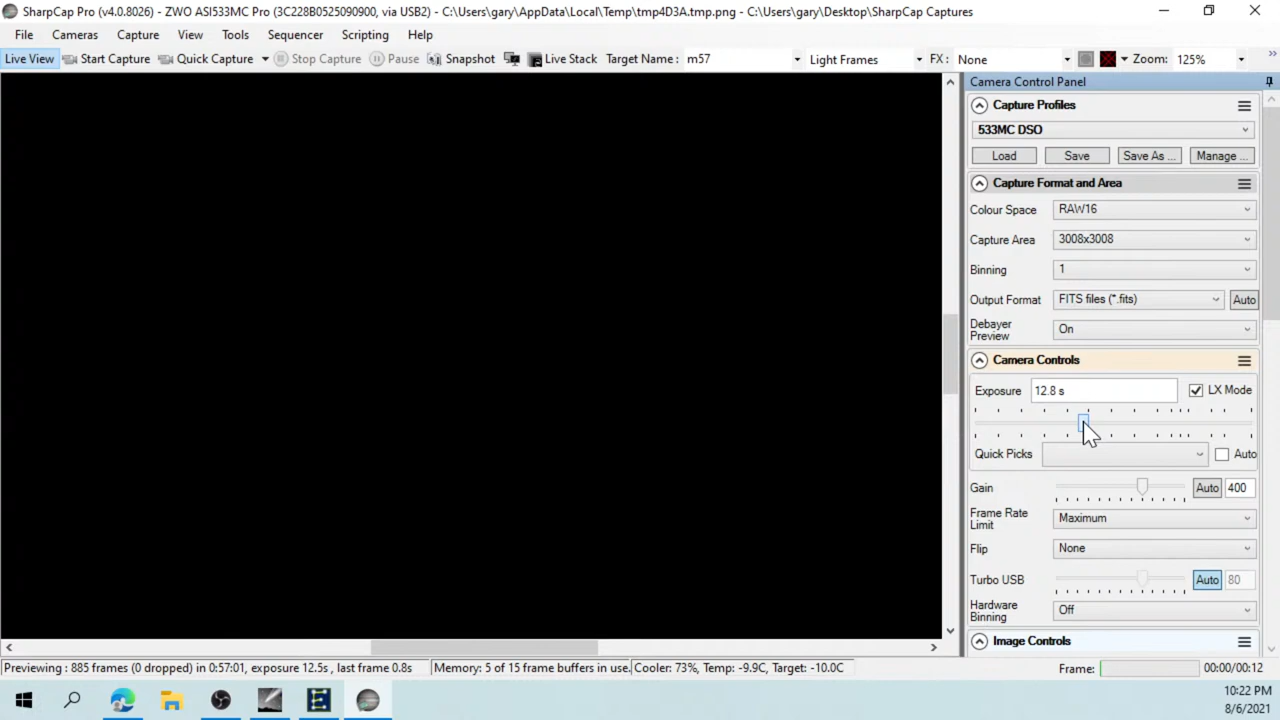 SharpCap Pro (v4.0.8026) - ZWO ASI533MC Pro (3C228B0525090900, via USB2) - C:\Users\gary\AppData\Local\Temp\tmp4D3A.tmp.png - C:\Users\gary\Desktop\SharpCap Captures
File Cameras Capture View Tools Sequencer Scripting Help
Live View Start Capture Quick Capture Stop Capture Pause Snapshot Live Stack Target Name : m57 Light Frames FX : None Zoom: 125%
Camera Control Panel
Capture Profiles
533MC DSO
Load Save Save As ... Manage ...
Capture Format and Area
Colour Space RAW16
Capture Area 3008x3008
Binning 1
Output Format FITS files (*.fits) Auto
Debayer Preview On
Camera Controls
Exposure 12.8 s LX Mode
Quick Picks Auto
Gain Auto 400
Frame Rate Limit Maximum
Flip None
Turbo USB Auto 80
Hardware Binning Off
Image Controls
Previewing : 885 frames (0 dropped) in 0:57:01, exposure 12.5s , last frame 0.8s Memory: 5 of 15 frame buffers in use. Cooler: 73%, Temp: -9.9C, Target: -10.0C Frame: 00:00/00:12
10:22 PM
8/6/2021